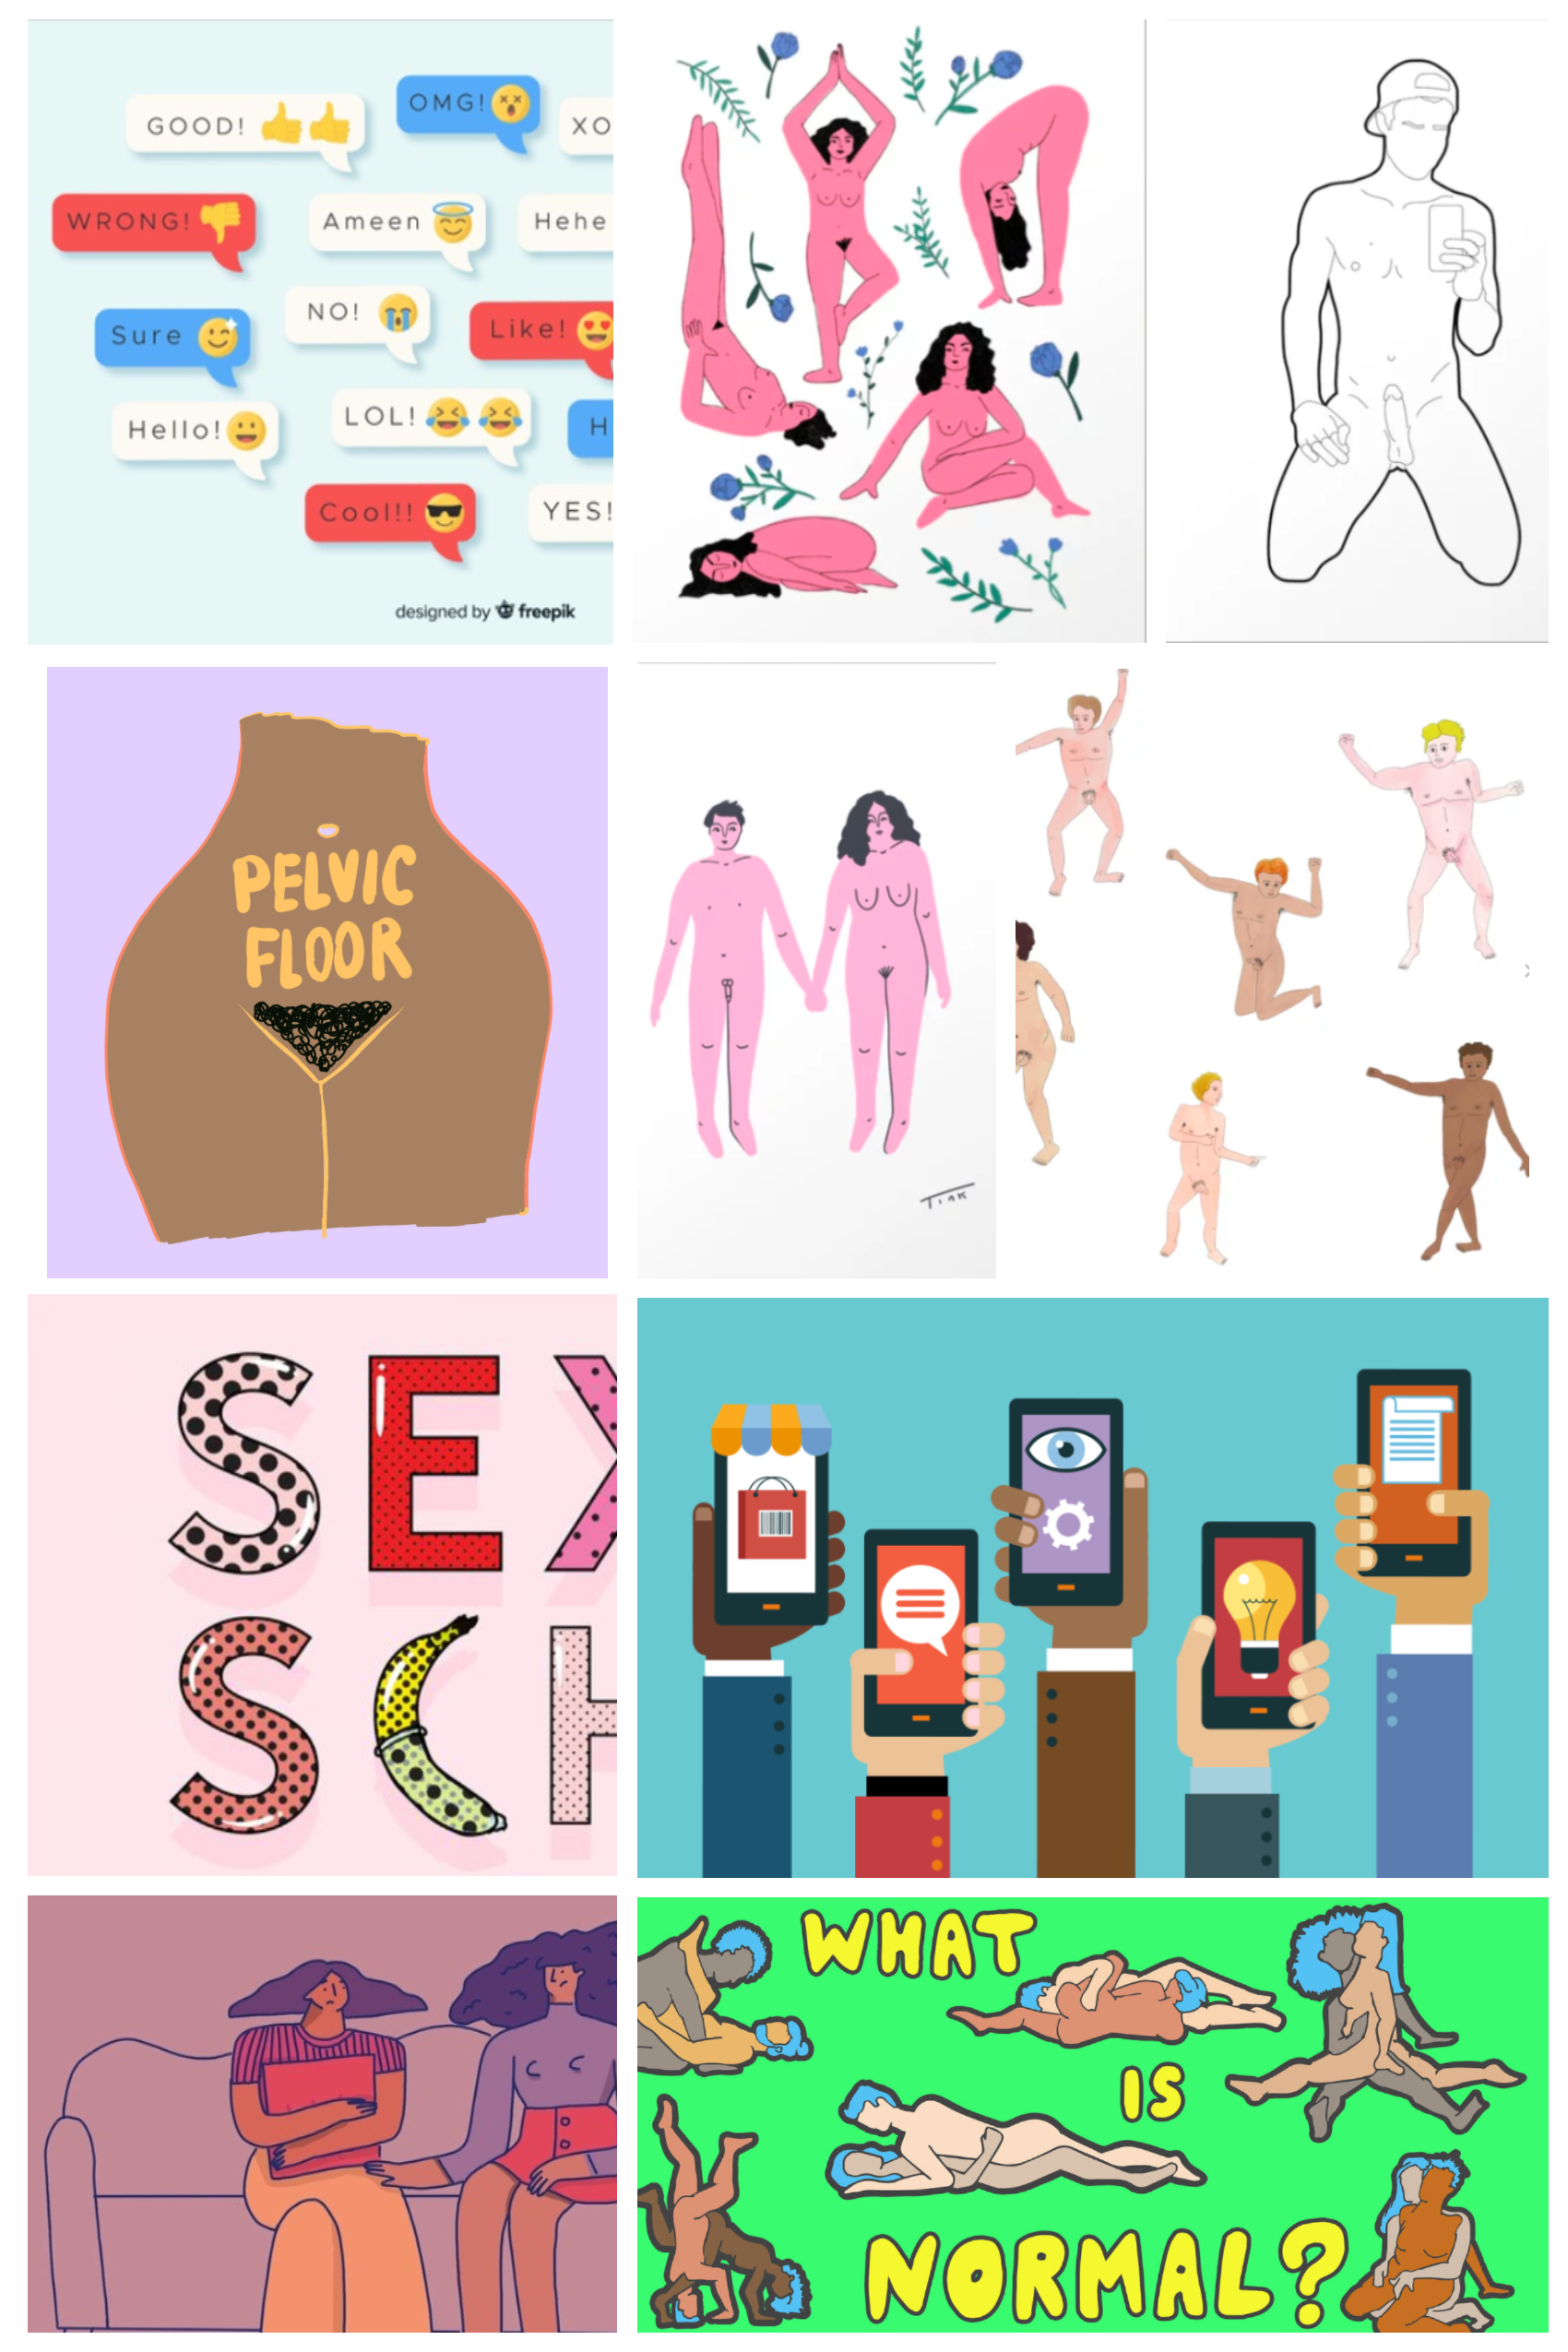 GOOD!
OMG!
XO
WRONG!
Ameen
Hehe
NO!
Sure
Like!
LOL!
Hello!
H
Cool!!
YES!
designed by freepik
PELVIC
FLOOR
TINK
SEX
SCH
WHAT
IS
NORMAL?